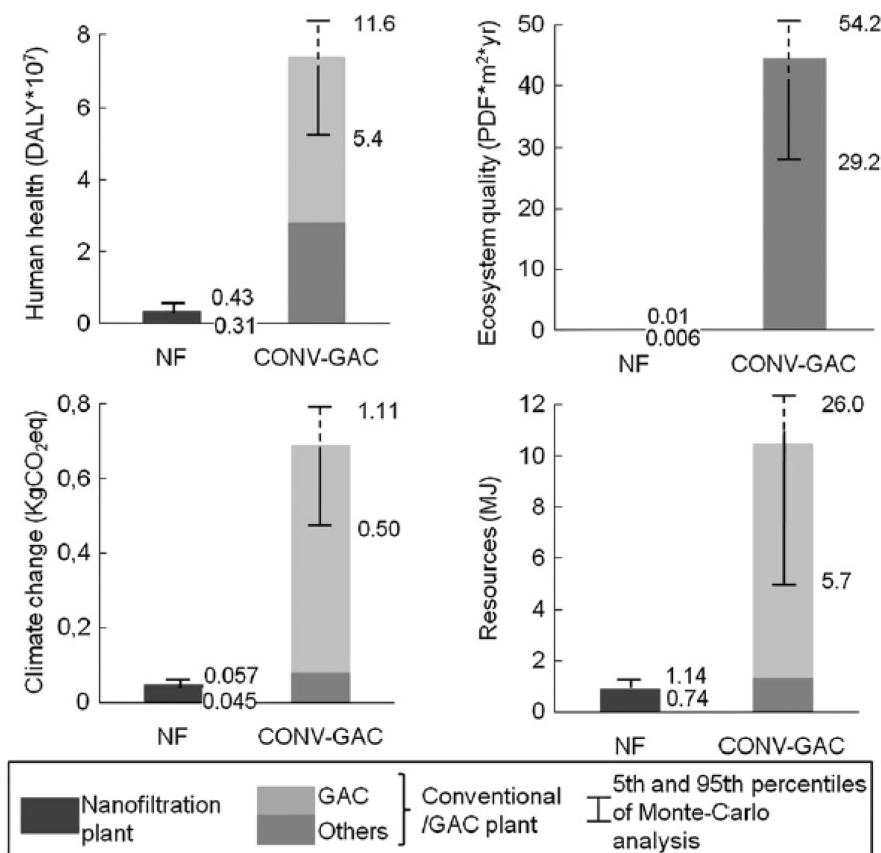 Human health (DALY*10⁷)
8
6
4
2
0
11.6
5.4
0.43
0.31
NF
CONV-GAC
Ecosystem quality (PDF*m²*yr)
50
40
30
20
10
0
54.2
29.2
0.01
0.006
NF
CONV-GAC
Climate change (KgCO₂eq)
0,8
0,6
0,4
0,2
0
1.11
0.50
0.057
0.045
NF
CONV-GAC
Resources (MJ)
12
10
8
6
4
2
0
26.0
5.7
1.14
0.74
NF
CONV-GAC
Nanofiltration
plant
GAC
Others
Conventional
/GAC plant
5th and 95th percentiles
of Monte-Carlo
analysis